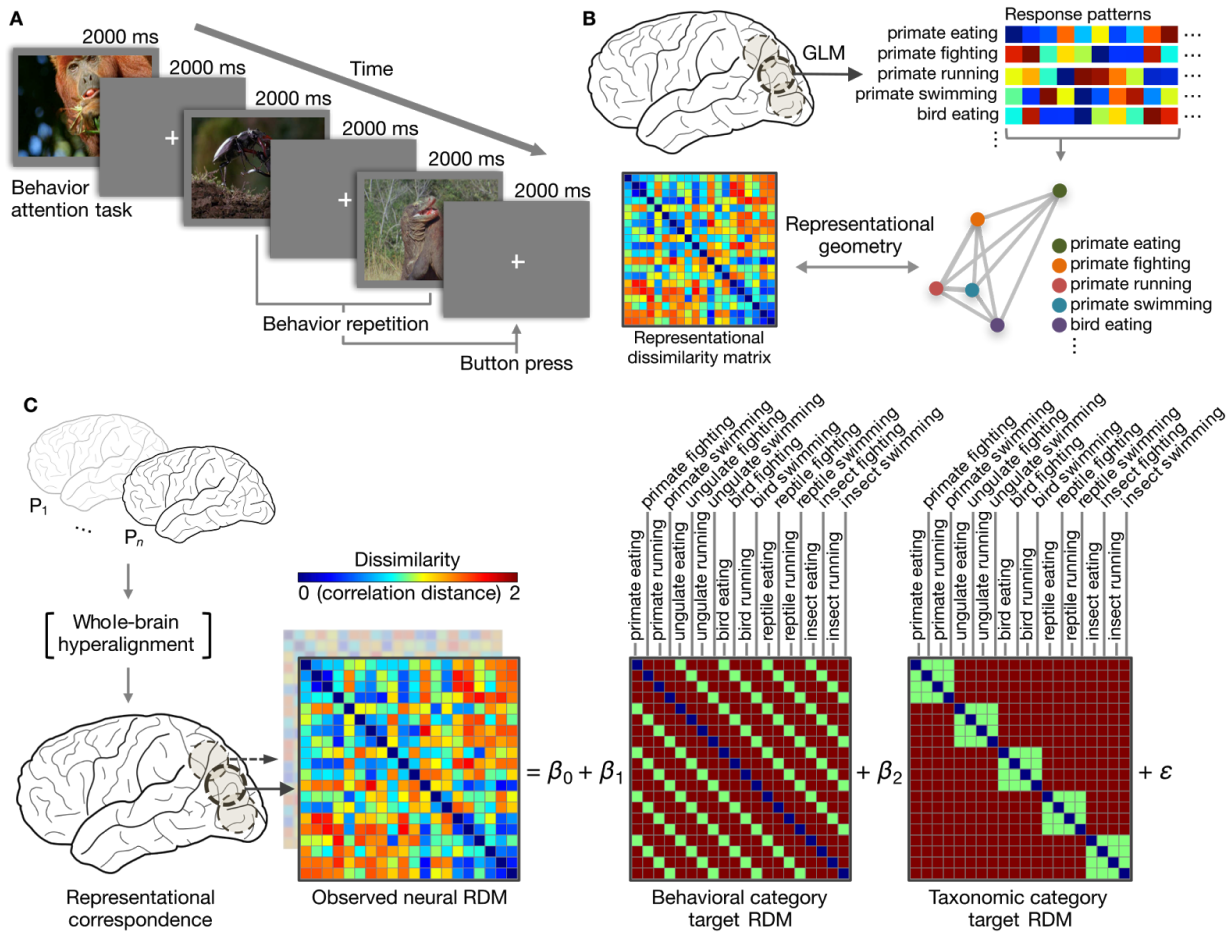 A
2000 ms
2000 ms
2000 ms
2000 ms
2000 ms
2000 ms
Time
Behavior
attention task
Behavior repetition
Button press
B
GLM
Response patterns
primate eating
primate fighting
primate running
primate swimming
bird eating
...
...
...
...
...
...
Representational
dissimilarity matrix
Representational
geometry
primate eating
primate fighting
primate running
primate swimming
bird eating
...
C
P1
...
Pn
Whole-brain
hyperalignment
Representational
correspondence
Dissimilarity
0 (correlation distance) 2
Observed neural RDM
= β0 + β1
primate eating
primate fighting
primate running
primate swimming
ungulate eating
ungulate fighting
ungulate running
ungulate swimming
bird eating
bird fighting
bird running
bird swimming
reptile eating
reptile fighting
reptile running
reptile swimming
insect eating
insect fighting
insect running
insect swimming
Behavioral category
target RDM
+ β2
primate eating
primate fighting
primate running
primate swimming
ungulate eating
ungulate fighting
ungulate running
ungulate swimming
bird eating
bird fighting
bird running
bird swimming
reptile eating
reptile fighting
reptile running
reptile swimming
insect eating
insect fighting
insect running
insect swimming
Taxonomic category
target RDM
+ ε